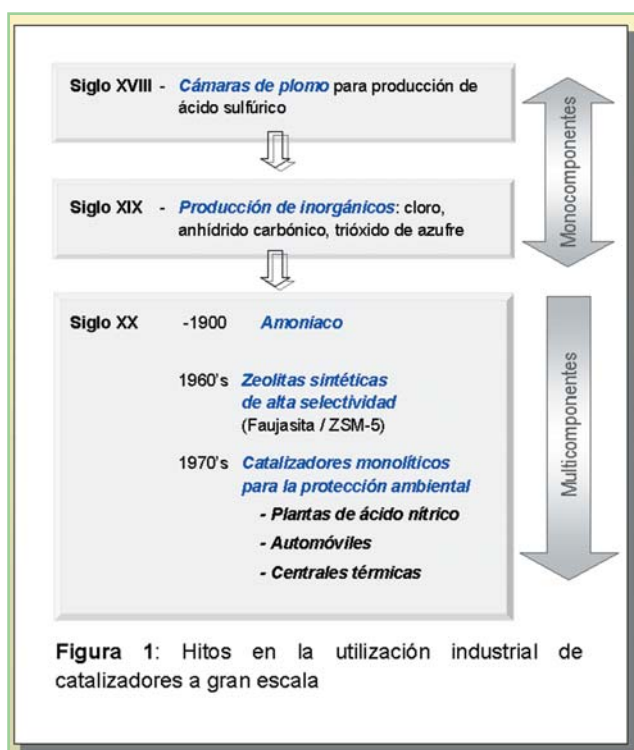 Siglo XVIII - Cámaras de plomo para producción de
ácido sulfúrico
Siglo XIX - Producción de inorgánicos: cloro,
anhídrido carbónico, trióxido de azufre
Monocomponentes
Siglo XX -1900 Amoniaco
1960's Zeolitas sintéticas
de alta selectividad
(Faujasita / ZSM-5)
1970's Catalizadores monolíticos
para la protección ambiental
- Plantas de ácido nítrico
- Automóviles
- Centrales térmicas
Multicomponentes
Figura 1: Hitos en la utilización industrial de
catalizadores a gran escala